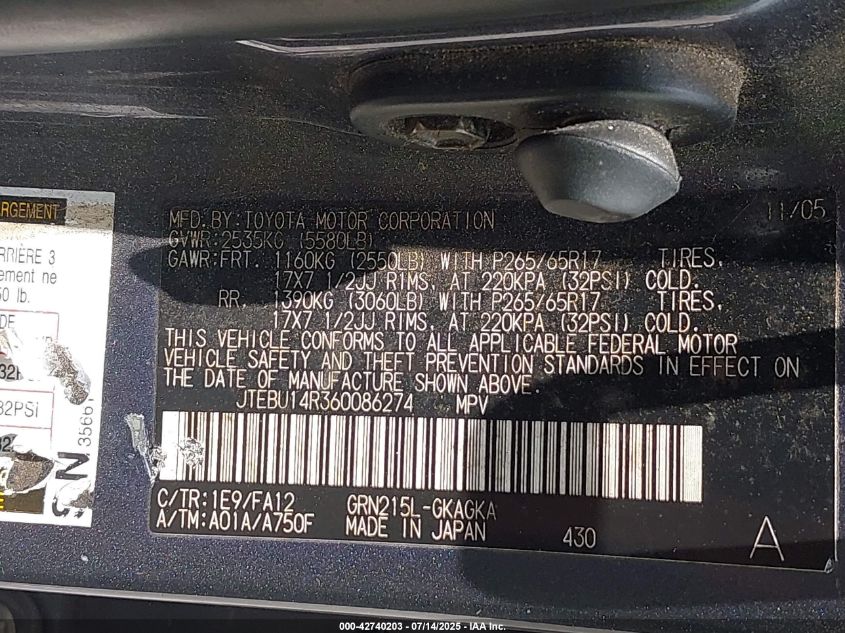 ARGEMENT
RRIÈRE 3
ement ne
50 lb.
DE
32PSI
35661
MFD.BY:TOYOTA MOTOR CORPORATION 11/05
GVWR:2535KG (5580LB)
GAWR:FRT. 1160KG (2550LB) WITH P265/65R17 TIRES,
17X7 1/2JJ RIMS, AT 220KPA (32PSI) COLD.
RR. 1390KG (3060LB) WITH P265/65R17 TIRES,
17X7 1/2JJ RIMS, AT 220KPA (32PSI) COLD.
THIS VEHICLE CONFORMS TO ALL APPLICABLE FEDERAL MOTOR
VEHICLE SAFETY AND THEFT PREVENTION STANDARDS IN EFFECT ON
THE DATE OF MANUFACTURE SHOWN ABOVE.
JTEBU14R360086274 MPV
C/TR:1E9/FA12 GRN215L-GKAGKA
A/TM:A01A/A750F MADE IN JAPAN 430 A
000-42740203 - 07/14/2025 - IAA Inc.